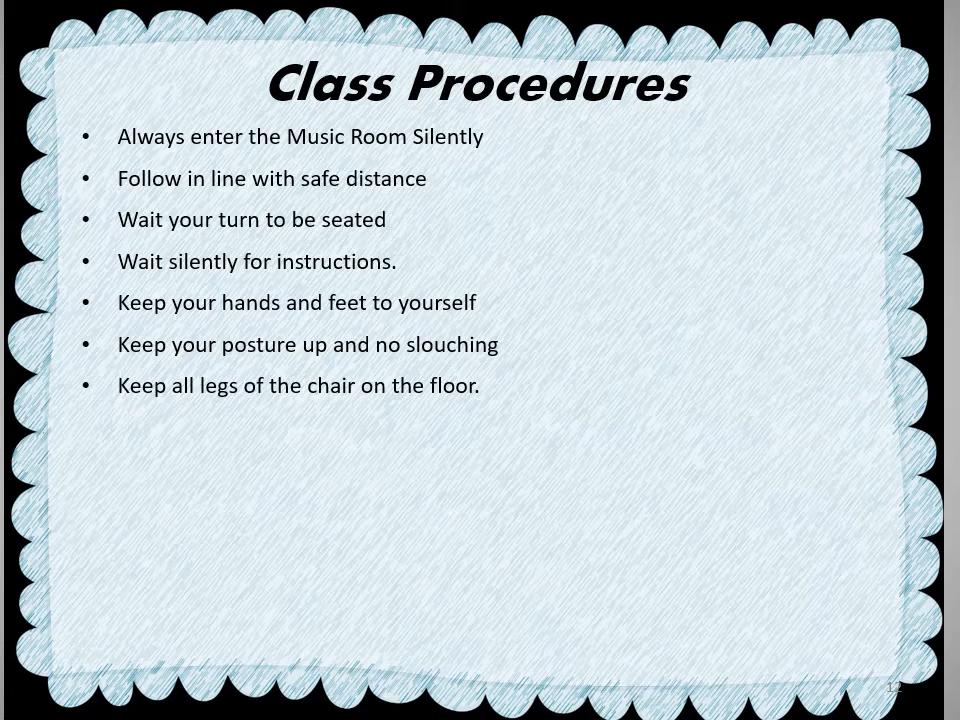 Class Procedures
• Always enter the Music Room Silently
• Follow in line with safe distance
• Wait your turn to be seated
• Wait silently for instructions.
• Keep your hands and feet to yourself
• Keep your posture up and no slouching
• Keep all legs of the chair on the floor.
12